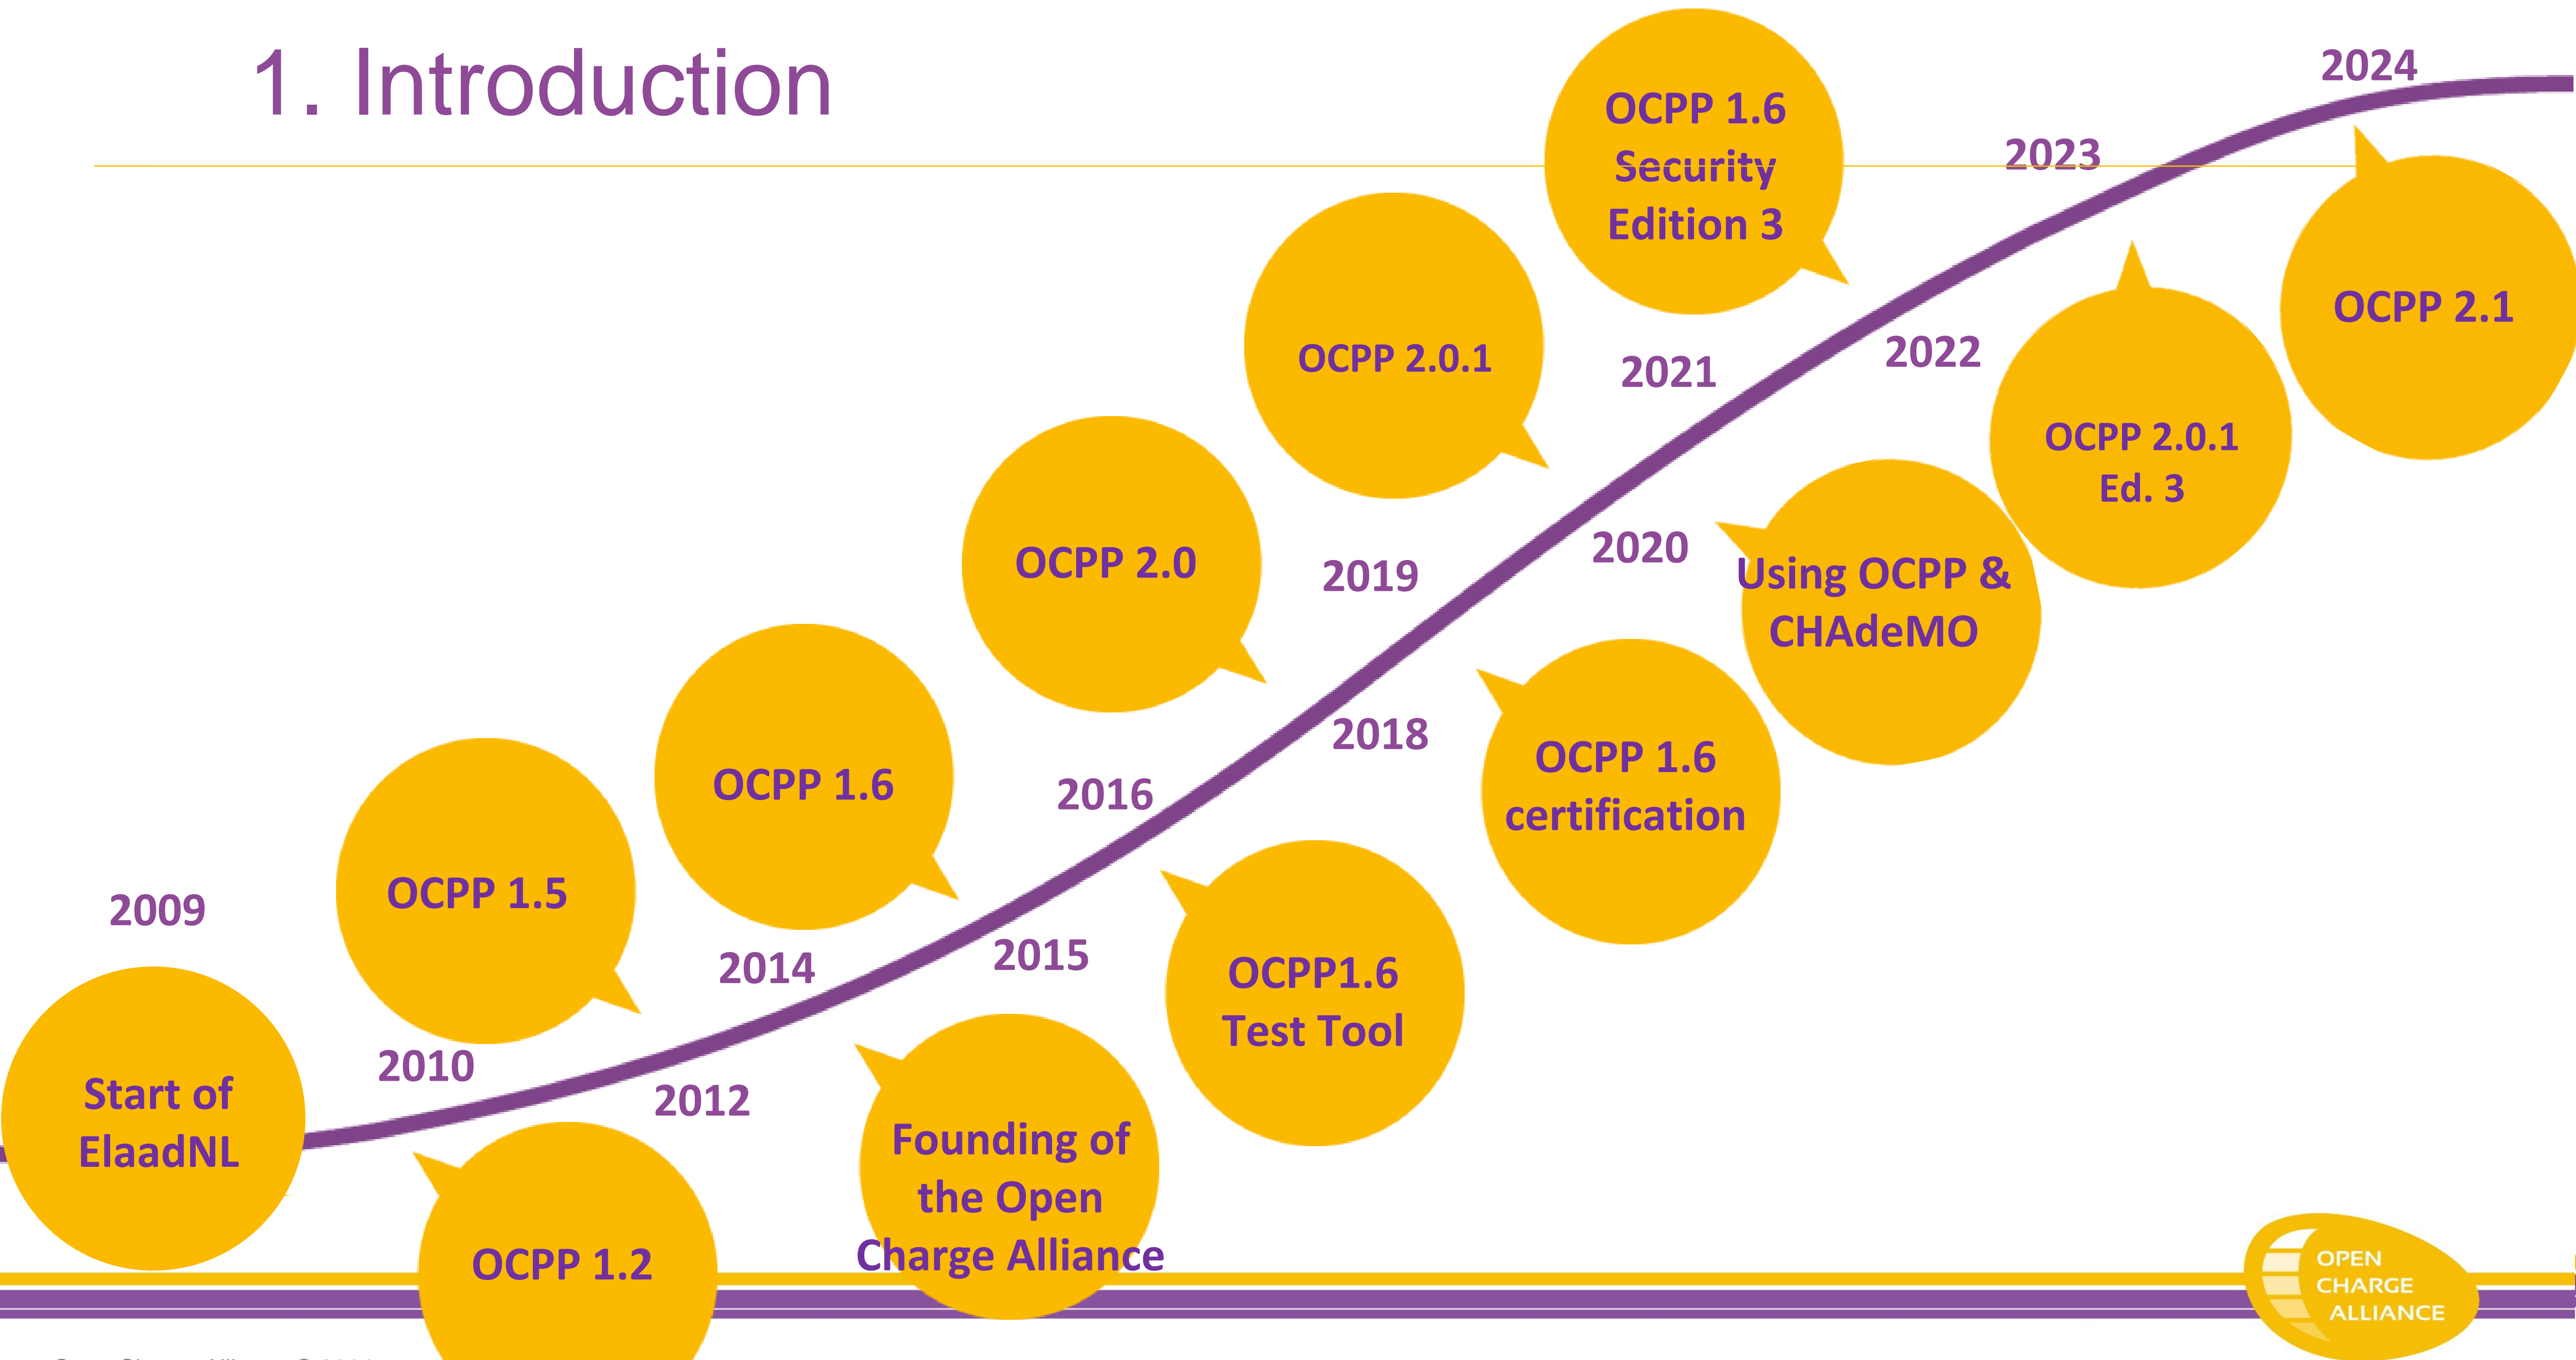 1. Introduction
2024
OCPP 1.6
Security
Edition 3
2023
OCPP 2.1
OCPP 2.0.1
2021
2022
OCPP 2.0.1
Ed. 3
OCPP 2.0
2019
2020
Using OCPP &
CHAdeMO
2018
OCPP 1.6
certification
OCPP 1.6
2016
OCPP 1.5
2009
2014
2015
OCPP1.6
Test Tool
2010
2012
Start of
ElaadNL
Founding of
the Open
Charge Alliance
OCPP 1.2
OPEN
CHARGE
ALLIANCE